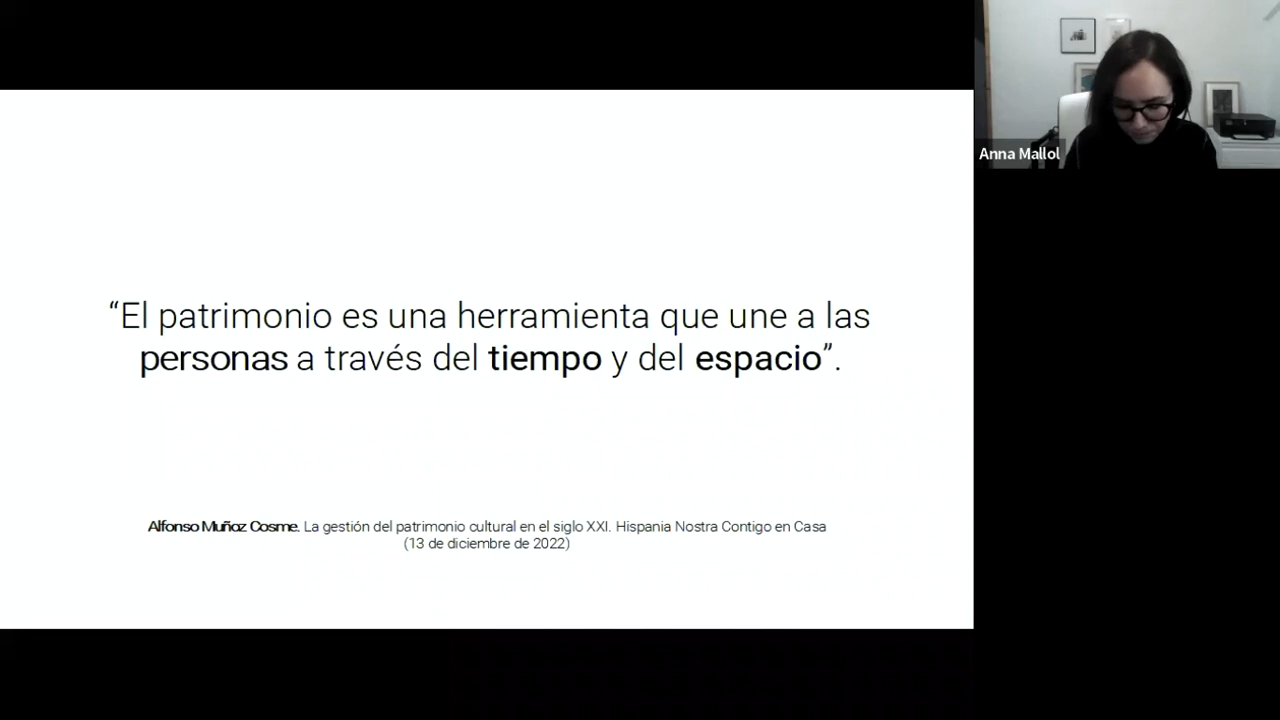 “El patrimonio es una herramienta que une a las
personas a través del tiempo y del espacio”.
Alfonso Muñoz Cosme. La gestión del patrimonio cultural en el siglo XXI. Hispania Nostra Contigo en Casa
(13 de diciembre de 2022)
Anna Mallol